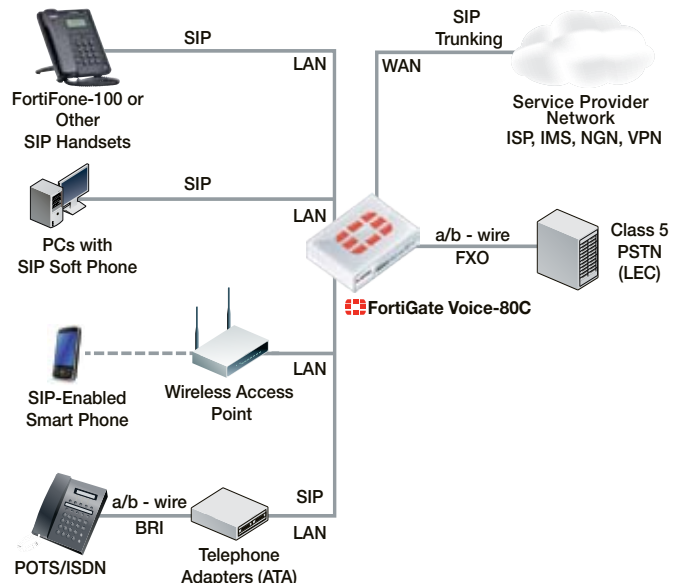 SIP
LAN
FortiFone-100 or
Other
SIP Handsets
SIP
Trunking
WAN
Service Provider
Network
ISP, IMS, NGN, VPN
SIP
LAN
PCs with
SIP Soft Phone
a/b - wire
FXO
Class 5
PSTN
(LEC)
FortiGate Voice-80C
LAN
SIP-Enabled
Smart Phone
Wireless Access
Point
a/b - wire
BRI
SIP
LAN
POTS/ISDN
Telephone
Adapters (ATA)